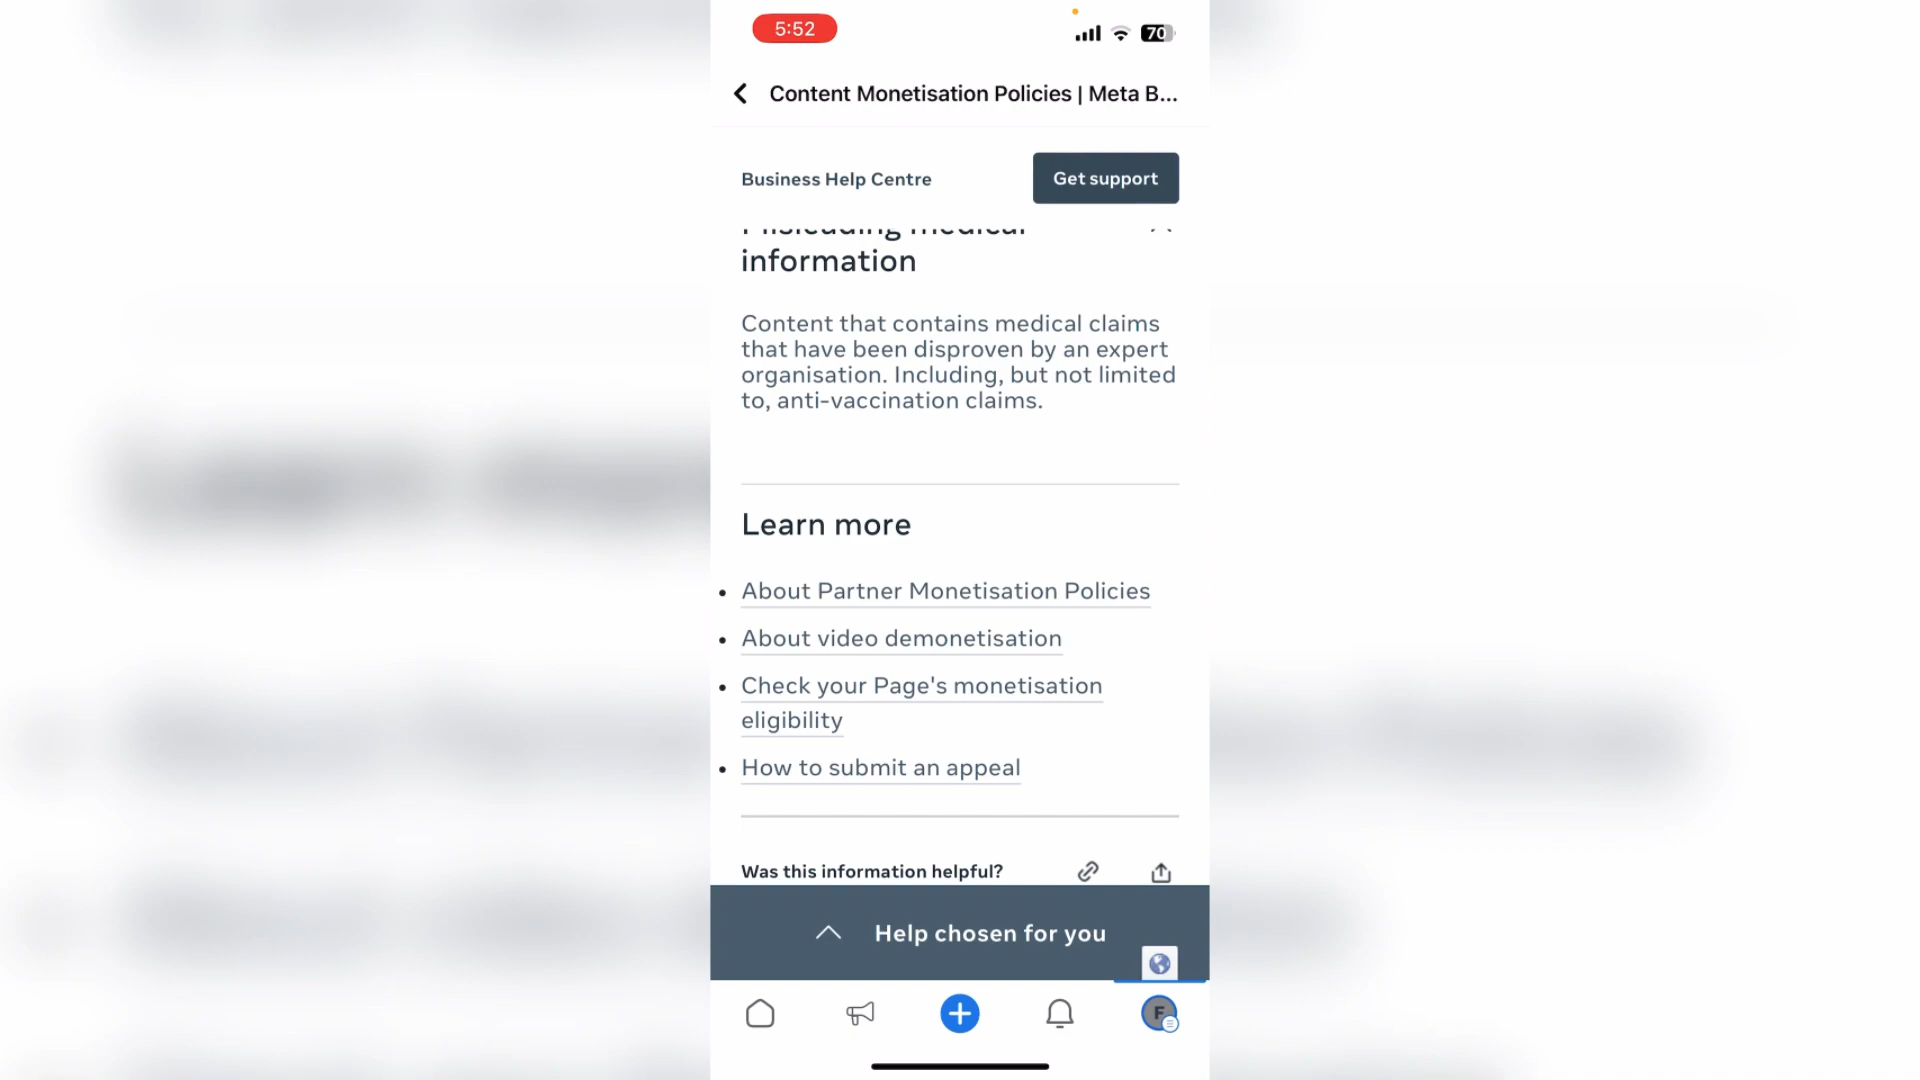 5:52
70
Content Monetisation Policies | Meta B...
Business Help Centre
Get support
Misleading medical
information
Content that contains medical claims
that have been disproven by an expert
organisation. Including, but not limited
to, anti-vaccination claims.
Learn more
• About Partner Monetisation Policies
• About video demonetisation
• Check your Page's monetisation
eligibility
• How to submit an appeal
Was this information helpful?
Help chosen for you
F